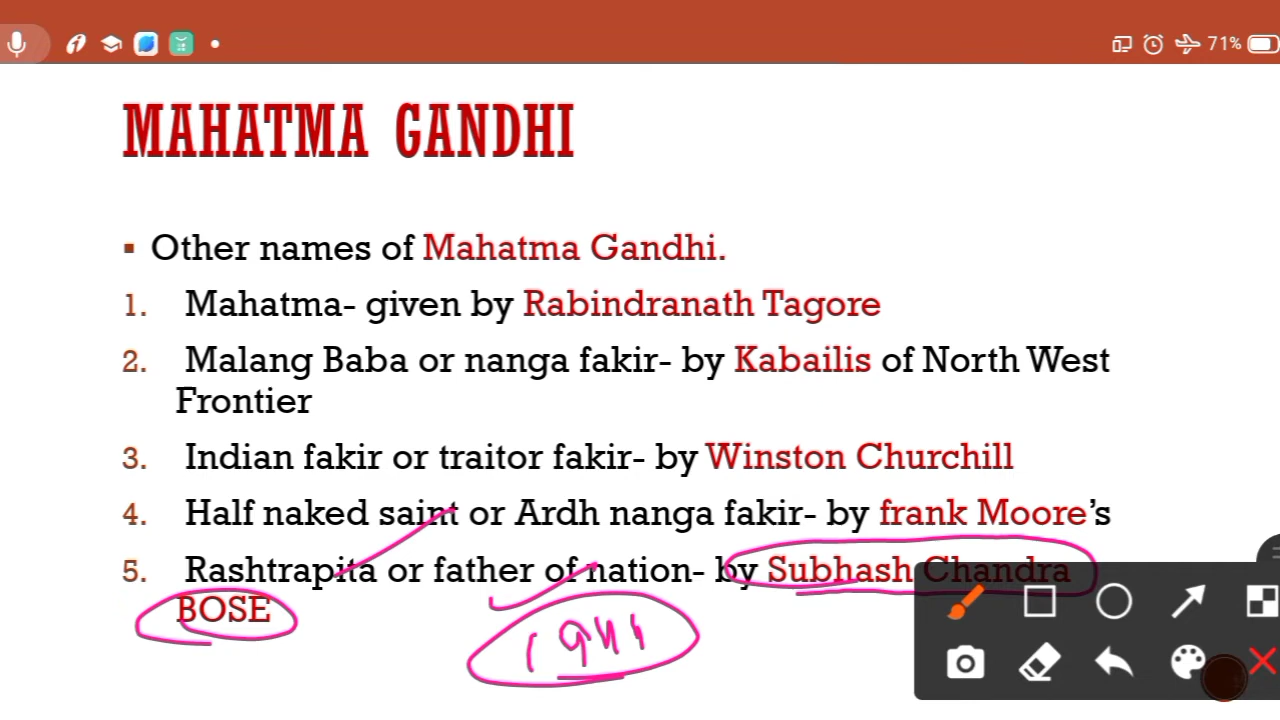 71%
MAHATMA GANDHI
▪ Other names of Mahatma Gandhi.
1. Mahatma- given by Rabindranath Tagore
2. Malang Baba or nanga fakir- by Kabailis of North West
Frontier
3. Indian fakir or traitor fakir- by Winston Churchill
4. Half naked saint or Ardh nanga fakir- by frank Moore’s
5. Rashtrapita or father of nation- by Subhash Chandra
BOSE